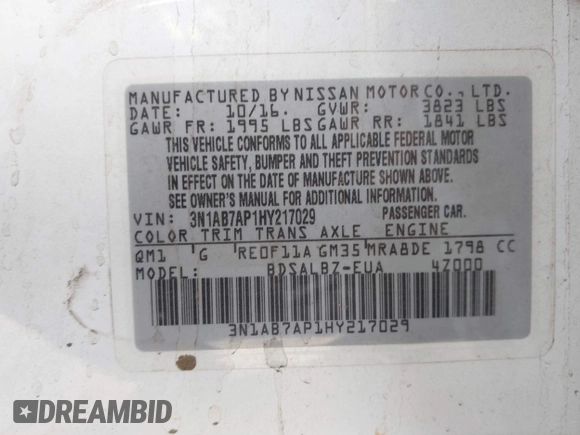 MANUFACTURED BY NISSAN MOTOR CO., LTD.
DATE: 10/16. GVWR: 3823 LBS
GAWR FR: 1995 LBS GAWR RR: 1841 LBS
THIS VEHICLE CONFORMS TO ALL APPLICABLE FEDERAL MOTOR
VEHICLE SAFETY, BUMPER AND THEFT PREVENTION STANDARDS
IN EFFECT ON THE DATE OF MANUFACTURE SHOWN ABOVE.
SEE OWNER'S MANUAL FOR ADDITIONAL INFORMATION.
VIN: 3N1AB7AP1HY217029 PASSENGER CAR.
COLOR TRIM TRANS AXLE ENGINE
QM1 G RE0F11A GM35 MRA8DE 1798 CC
MODEL: BDSALBZ-EUA 4Z000
3N1AB7AP1HY217029
DREAMBID